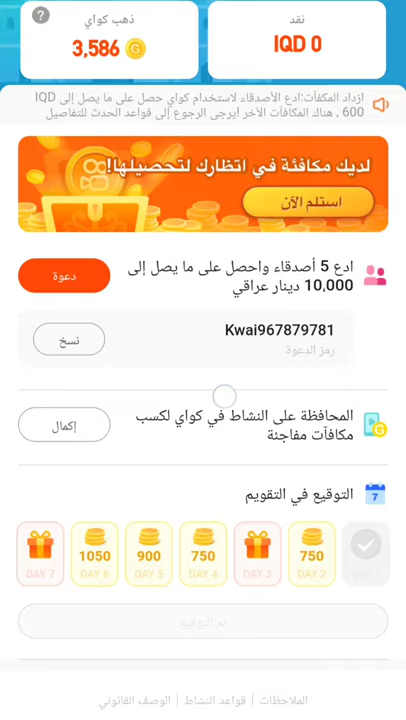 نقد
IQD 0
ذهب كواي
3,586
ازداد المكفآت:ادع الأصدقاء لاستخدام كواي حصل على ما يصل إلى IQD
600 , هناك المكافآت الآخر ايرجى الرجوع إلى قواعد الحدث للتفاصيل
لديك مكافئة في اتظارك لتحصيلها!
استلم الآن
ادع 5 أصدقاء واحصل على ما يصل إلى
10,000 دينار عراقي
دعوة
Kwai967879781
رمز الدعوة
نسخ
المحافظة على النشاط في كواي لكسب
مكافآت مفاجئة
إكمال
التوقيع في التقويم
750 750 900 1050
DAY 2 DAY 3 DAY 4 DAY 5 DAY 6 DAY 7
تم التوقيع
الملاحظات | قواعد النشاط | الوصف القانوني